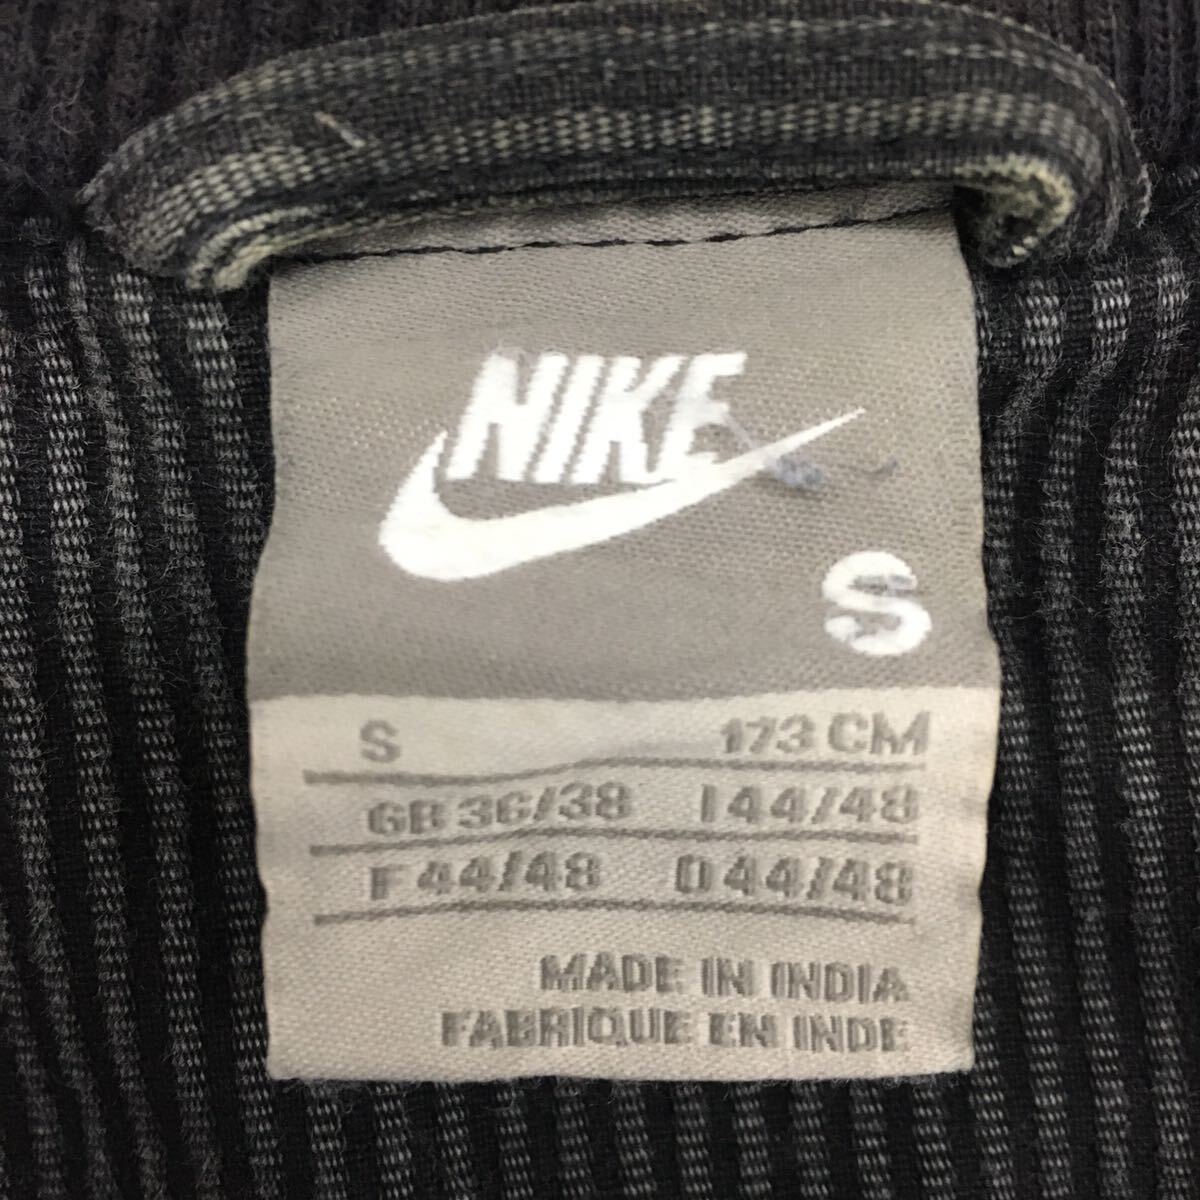 NIKE
S
S 173 CM
GB 36/38 I 44/48
F 44/48 D 44/48
MADE IN INDIA
FABRIQUE EN INDE